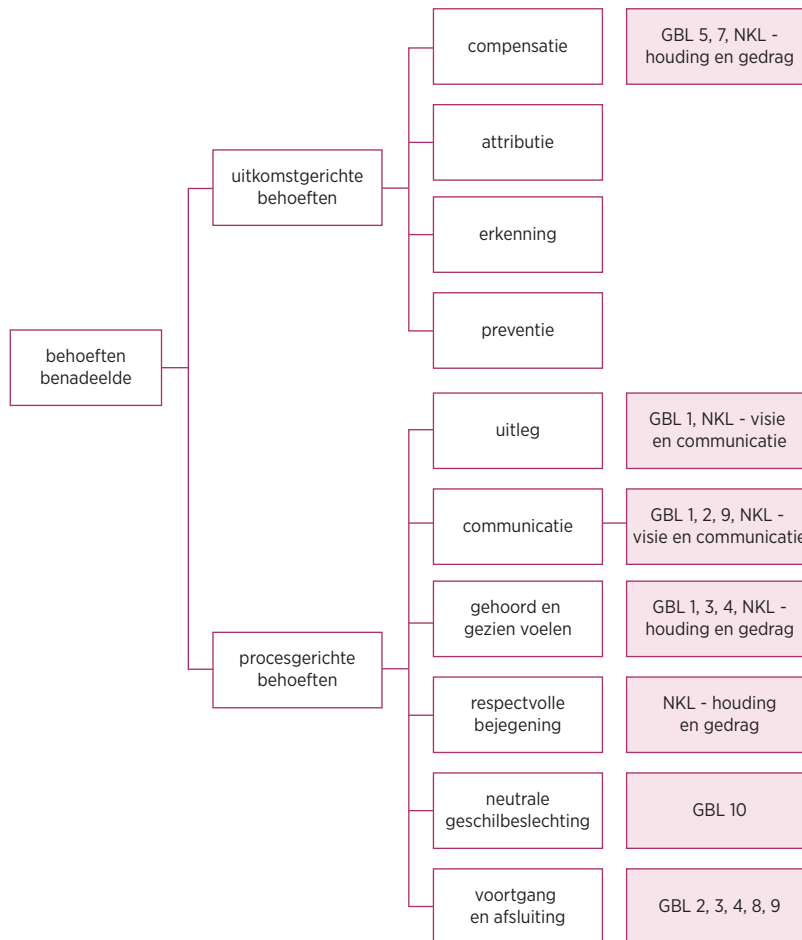 compensatie
GBL 5, 7, NKL -
houding en gedrag
attributie
uitkomstgerichte
behoeften
erkenning
preventie
behoeften
benadeelde
uitleg
GBL 1, NKL - visie
en communicatie
communicatie
GBL 1, 2, 9, NKL -
visie en communicatie
gehoord en
gezien voelen
GBL 1, 3, 4, NKL -
houding en gedrag
procesgerichte
behoeften
respectvolle
bejegening
NKL - houding
en gedrag
neutrale
geschilbeslechting
GBL 10
voortgang
en afsluiting
GBL 2, 3, 4, 8, 9